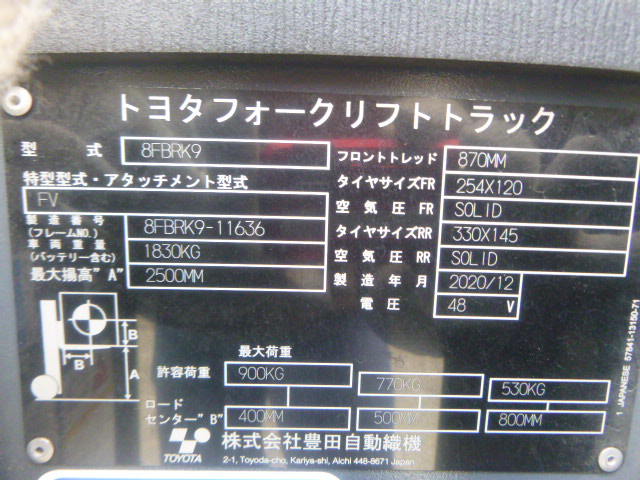 トヨタフォークリフトトラック
型 式 8FBRK9
特型型式・アタッチメント型式
FV
製造番号 (フレームNO.) 8FBRK9-11636
車両重量 (バッテリー含む) 1830KG
最大揚高"A" 2500MM
フロントトレッド 870MM
タイヤサイズFR 254X120
空気圧 FR SOLID
タイヤサイズRR 330X145
空気圧 RR SOLID
製造年月 2020/12
電圧 48 V
B
B
A
最大荷重
許容荷重 900KG 770KG 530KG
ロード
センター"B" 400MM 500MM 800MM
TOYOTA 株式会社豊田自動織機
2-1, Toyoda-cho, Kariya-shi, Aichi 448-8671 Japan
1 JAPANESE 57841-13150-71